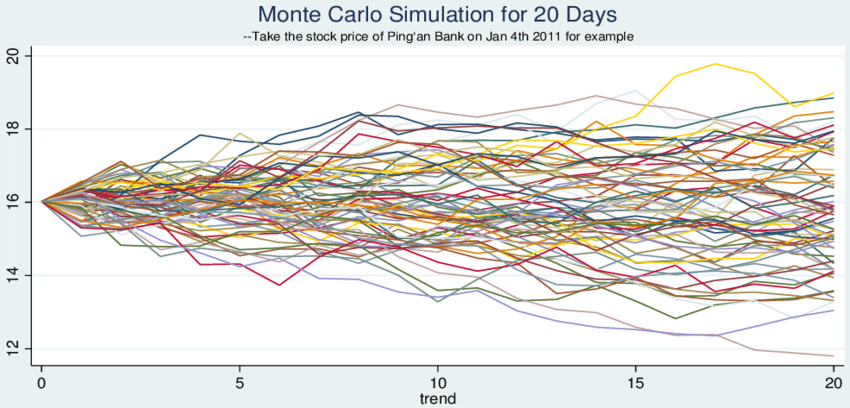 Monte Carlo Simulation for 20 Days
--Take the stock price of Ping'an Bank on Jan 4th 2011 for example
20
18
16
14
12
0 5 10 15 20
trend